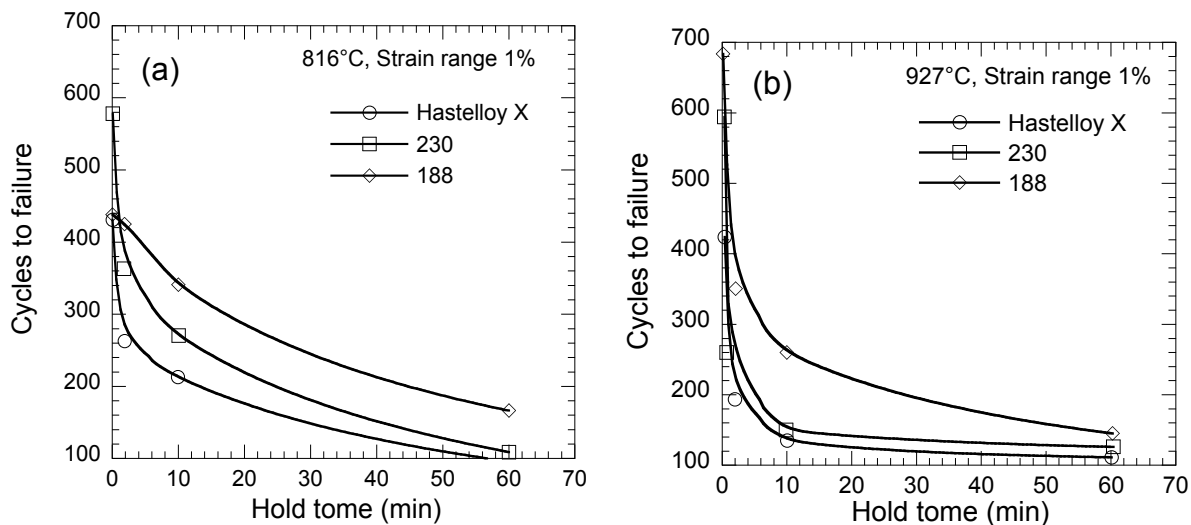 (a)
816°C, Strain range 1%
Hastelloy X
230
188
Cycles to failure
700
600
500
400
300
200
100
0 10 20 30 40 50 60 70
Hold tome (min)
(b)
927°C, Strain range 1%
Hastelloy X
230
188
Cycles to failure
700
600
500
400
300
200
100
0 10 20 30 40 50 60 70
Hold tome (min)